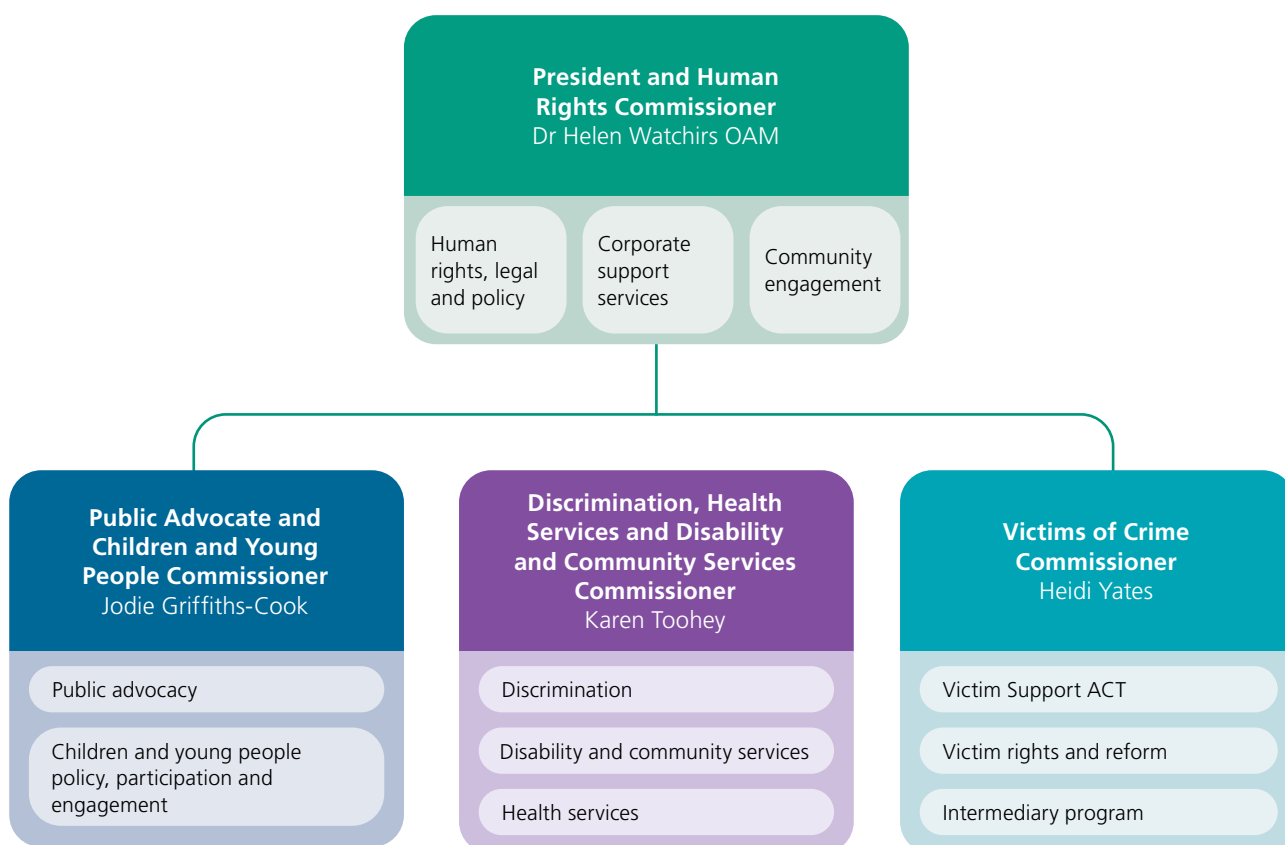 President and Human
Rights Commissioner
Dr Helen Watchirs OAM
Human
rights, legal
and policy
Corporate
support
services
Community
engagement
Public Advocate and
Children and Young
People Commissioner
Jodie Griffiths-Cook
Public advocacy
Children and young people
policy, participation and
engagement
Discrimination, Health
Services and Disability
and Community Services
Commissioner
Karen Toohey
Discrimination
Disability and community services
Health services
Victims of Crime
Commissioner
Heidi Yates
Victim Support ACT
Victim rights and reform
Intermediary program